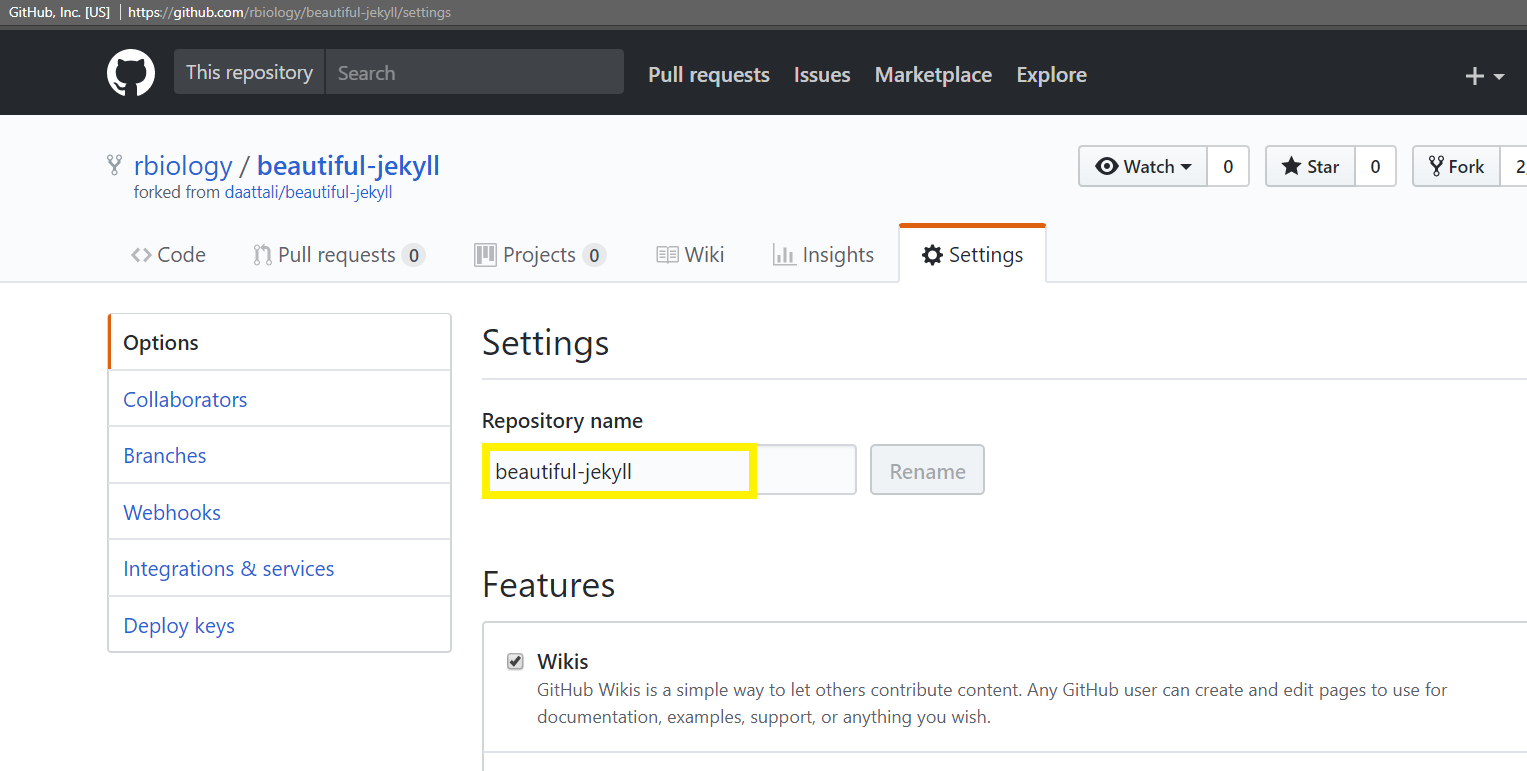 GitHub, Inc. [US] https://github.com/rbiology/beautiful-jekyll/settings
This repository Search Pull requests Issues Marketplace Explore
rbiology / beautiful-jekyll Watch 0 Star 0 Fork
forked from daattali/beautiful-jekyll
Code Pull requests 0 Projects 0 Wiki Insights Settings
Options
Collaborators
Branches
Webhooks
Integrations & services
Deploy keys
Settings
Repository name
beautiful-jekyll Rename
Features
Wikis
GitHub Wikis is a simple way to let others contribute content. Any GitHub user can create and edit pages to use for
documentation, examples, support, or anything you wish.